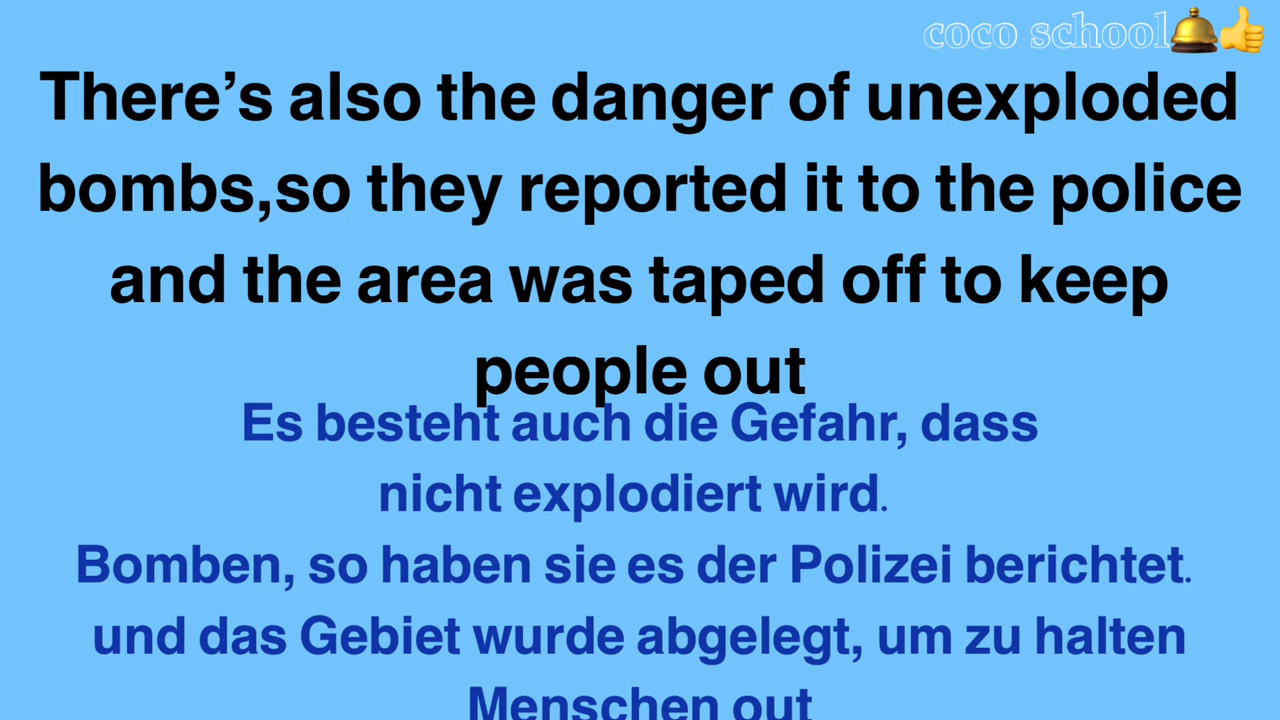 coco school
There's also the danger of unexploded
bombs,so they reported it to the police
and the area was taped off to keep
people out
Es besteht auch die Gefahr, dass
nicht explodiert wird.
Bomben, so haben sie es der Polizei berichtet.
und das Gebiet wurde abgelegt, um zu halten
Menschen out